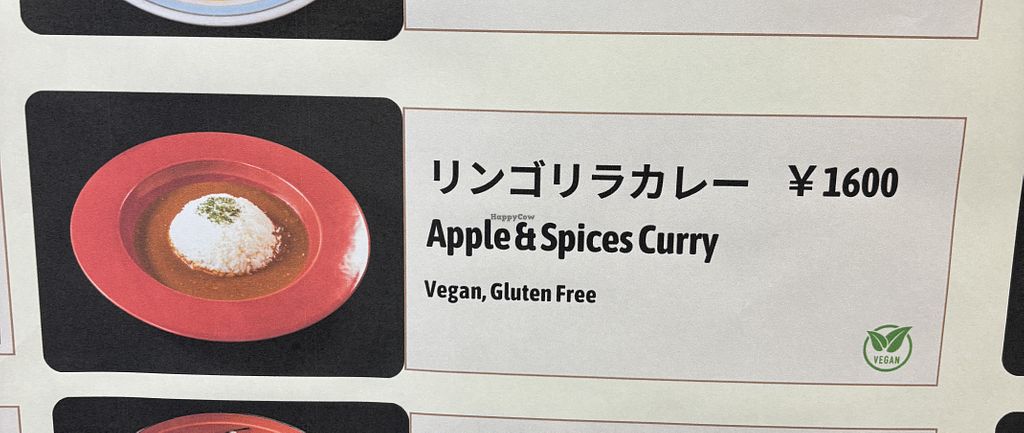 リンゴリラカレー ￥1600
HappyCow
Apple & Spices Curry
Vegan, Gluten Free
VEGAN